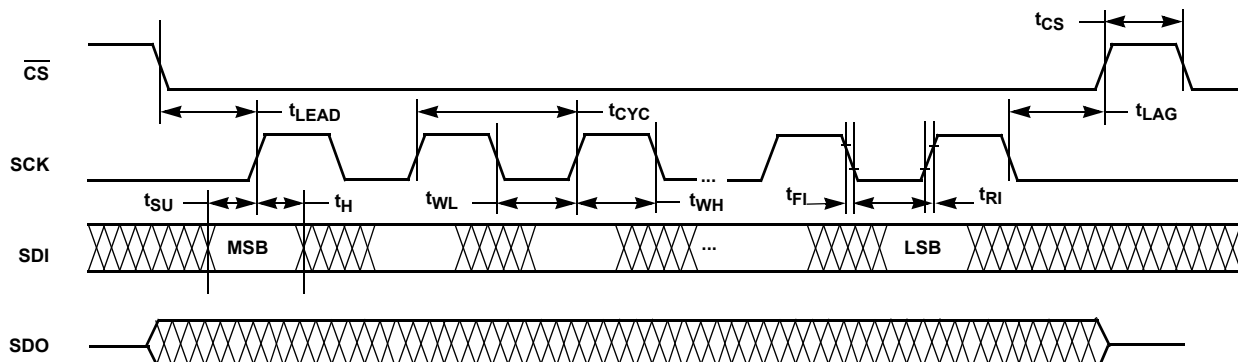 tCS
CS
tLEAD
tCYC
tLAG
SCK
...
tSU
tH
tWL
tWH
tFI
tRI
SDI
MSB
...
LSB
SDO